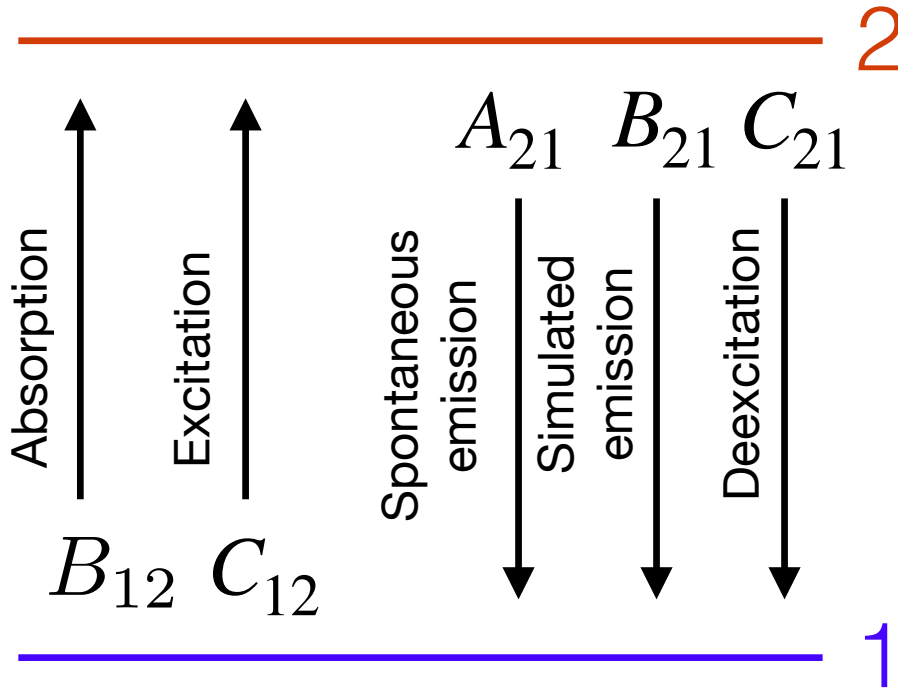 2
A₂₁ B₂₁ C₂₁
Absorption
Excitation
Spontaneous
emission
Simulated
emission
Deexcitation
B₁₂ C₁₂
1